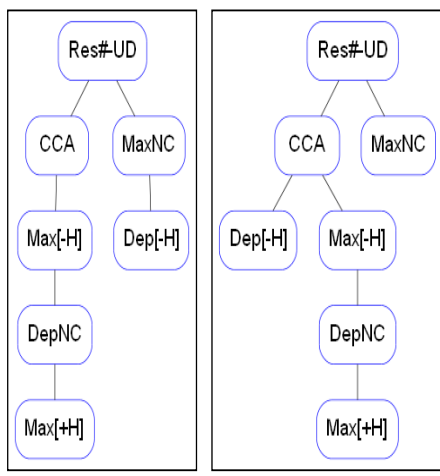 Res#-UD
CCA
MaxNC
Max[-H]
Dep[-H]
DepNC
Max[+H]
Res#-UD
CCA
MaxNC
Dep[-H]
Max[-H]
DepNC
Max[+H]